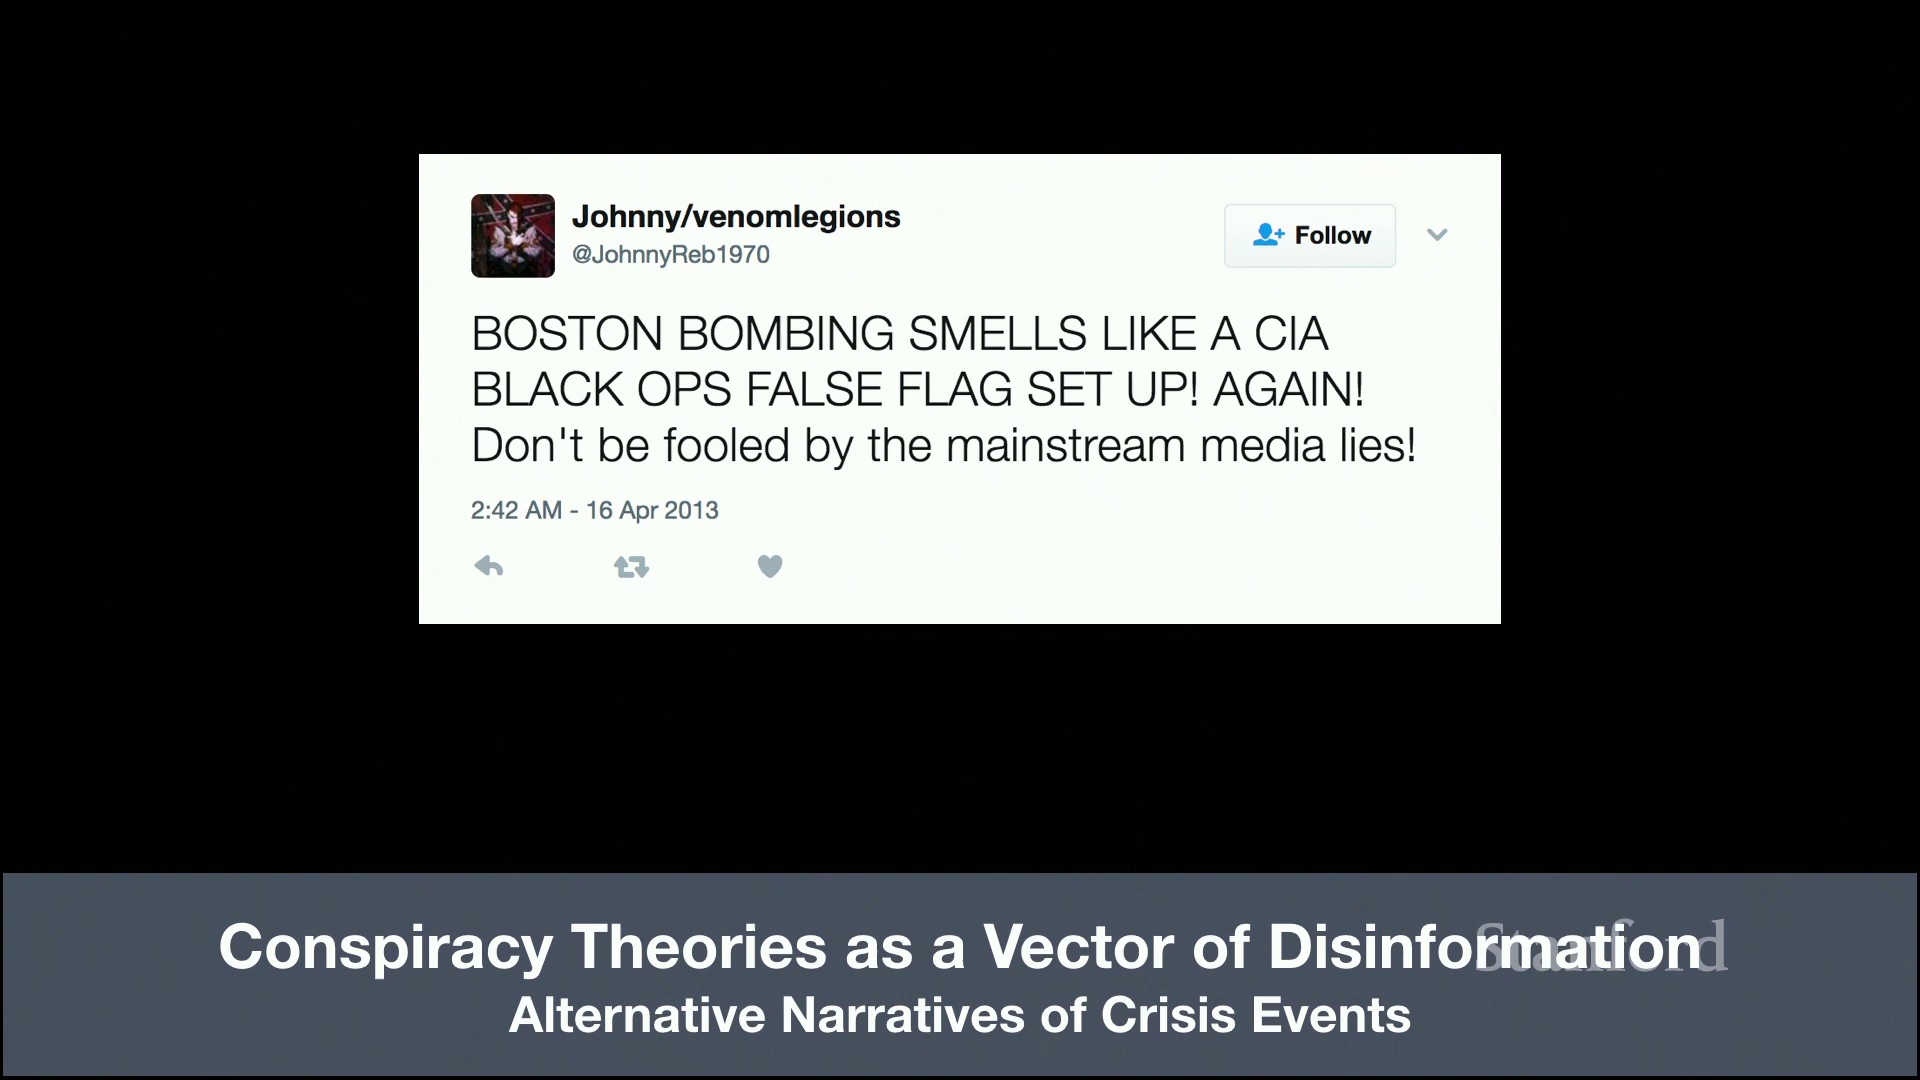 Johnny/venomlegions
@JohnnyReb1970
Follow
BOSTON BOMBING SMELLS LIKE A CIA
BLACK OPS FALSE FLAG SET UP! AGAIN!
Don't be fooled by the mainstream media lies!
2:42 AM - 16 Apr 2013
Conspiracy Theories as a Vector of Disinformation
Stanford
Alternative Narratives of Crisis Events